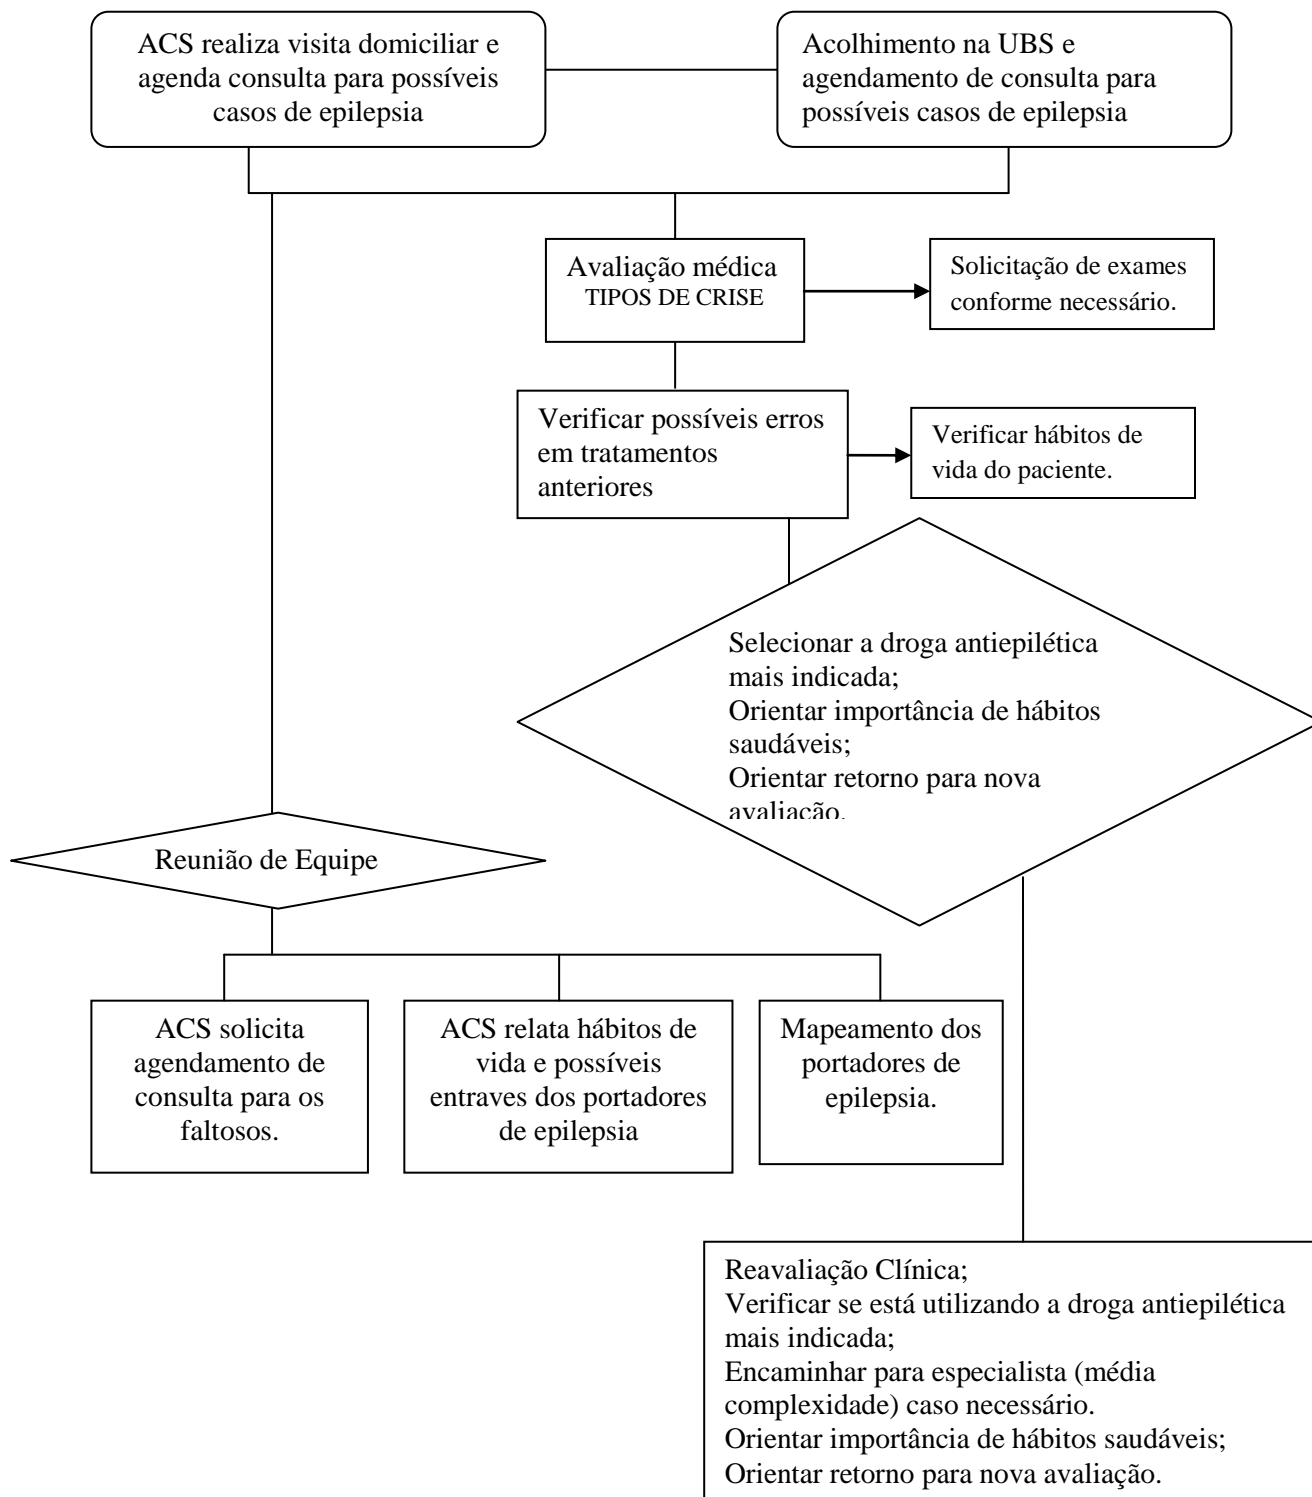 ACS realiza visita domiciliar e
agenda consulta para possíveis
casos de epilepsia
Acolhimento na UBS e
agendamento de consulta para
possíveis casos de epilepsia
Avaliação médica
TIPOS DE CRISE
Solicitação de exames
conforme necessário.
Verificar possíveis erros
em tratamentos
anteriores
Verificar hábitos de
vida do paciente.
Selecionar a droga antiepilética
mais indicada;
Orientar importância de hábitos
saudáveis;
Orientar retorno para nova
avaliação.
Reunião de Equipe
ACS solicita
agendamento de
consulta para os
faltosos.
ACS relata hábitos de
vida e possíveis
entraves dos portadores
de epilepsia
Mapeamento dos
portadores de
epilepsia.
Reavaliação Clínica;
Verificar se está utilizando a droga antiepilética
mais indicada;
Encaminhar para especialista (média
complexidade) caso necessário.
Orientar importância de hábitos saudáveis;
Orientar retorno para nova avaliação.